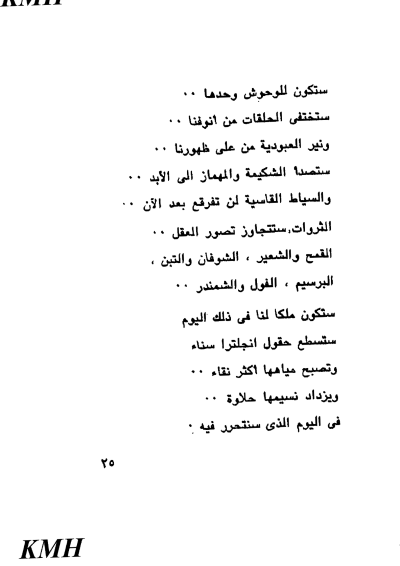 KMH
ستكون للوحوش وحدها ..
ستختفى الحلقات من انوفنا ..
ونير العبودية من على ظهورنا ..
ستصدأ الشكيمة والمهماز الى الأبد ..
والسياط القاسية لن تفرقع بعد الآن ..
الثروات، ستتجاوز تصور العقل ..
القمح والشعير ، الشوفان والتبن ،
البرسيم ، الفول والشمندر ..
ستكون ملكا لنا فى ذلك اليوم
ستسطع حقول انجلترا سناء
وتصبح مياهها اكثر نقاء ..
ويزداد نسيمها حلاوة ..
فى اليوم الذى سنتحرر فيه .
٢٥
KMH